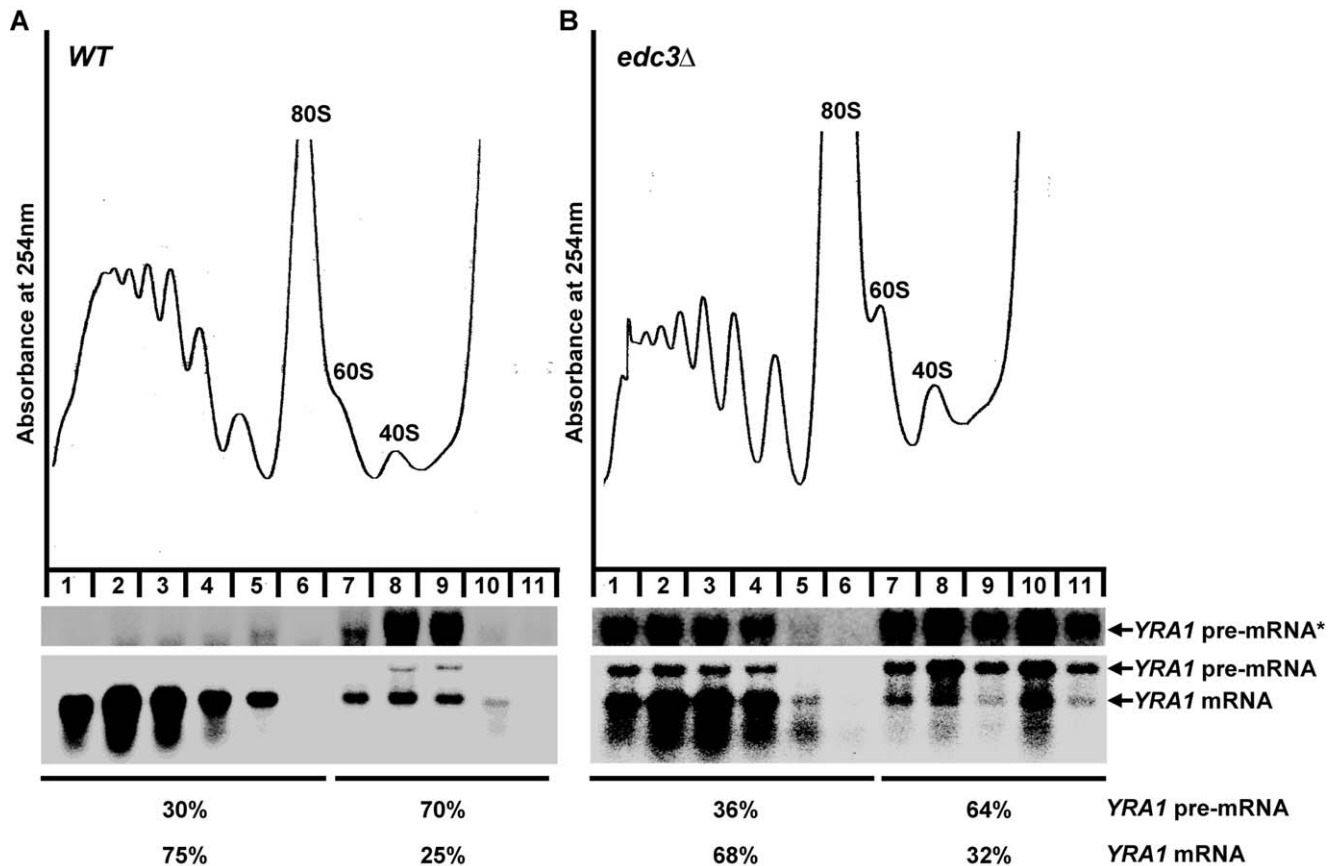 A
WT
80S
60S
40S
Absorbance at 254nm
1 2 3 4 5 6 7 8 9 10 11
B
edc3Δ
80S
60S
40S
Absorbance at 254nm
1 2 3 4 5 6 7 8 9 10 11
YRA1 pre-mRNA*
YRA1 pre-mRNA
YRA1 mRNA
30% 70% 36% 64% YRA1 pre-mRNA
75% 25% 68% 32% YRA1 mRNA